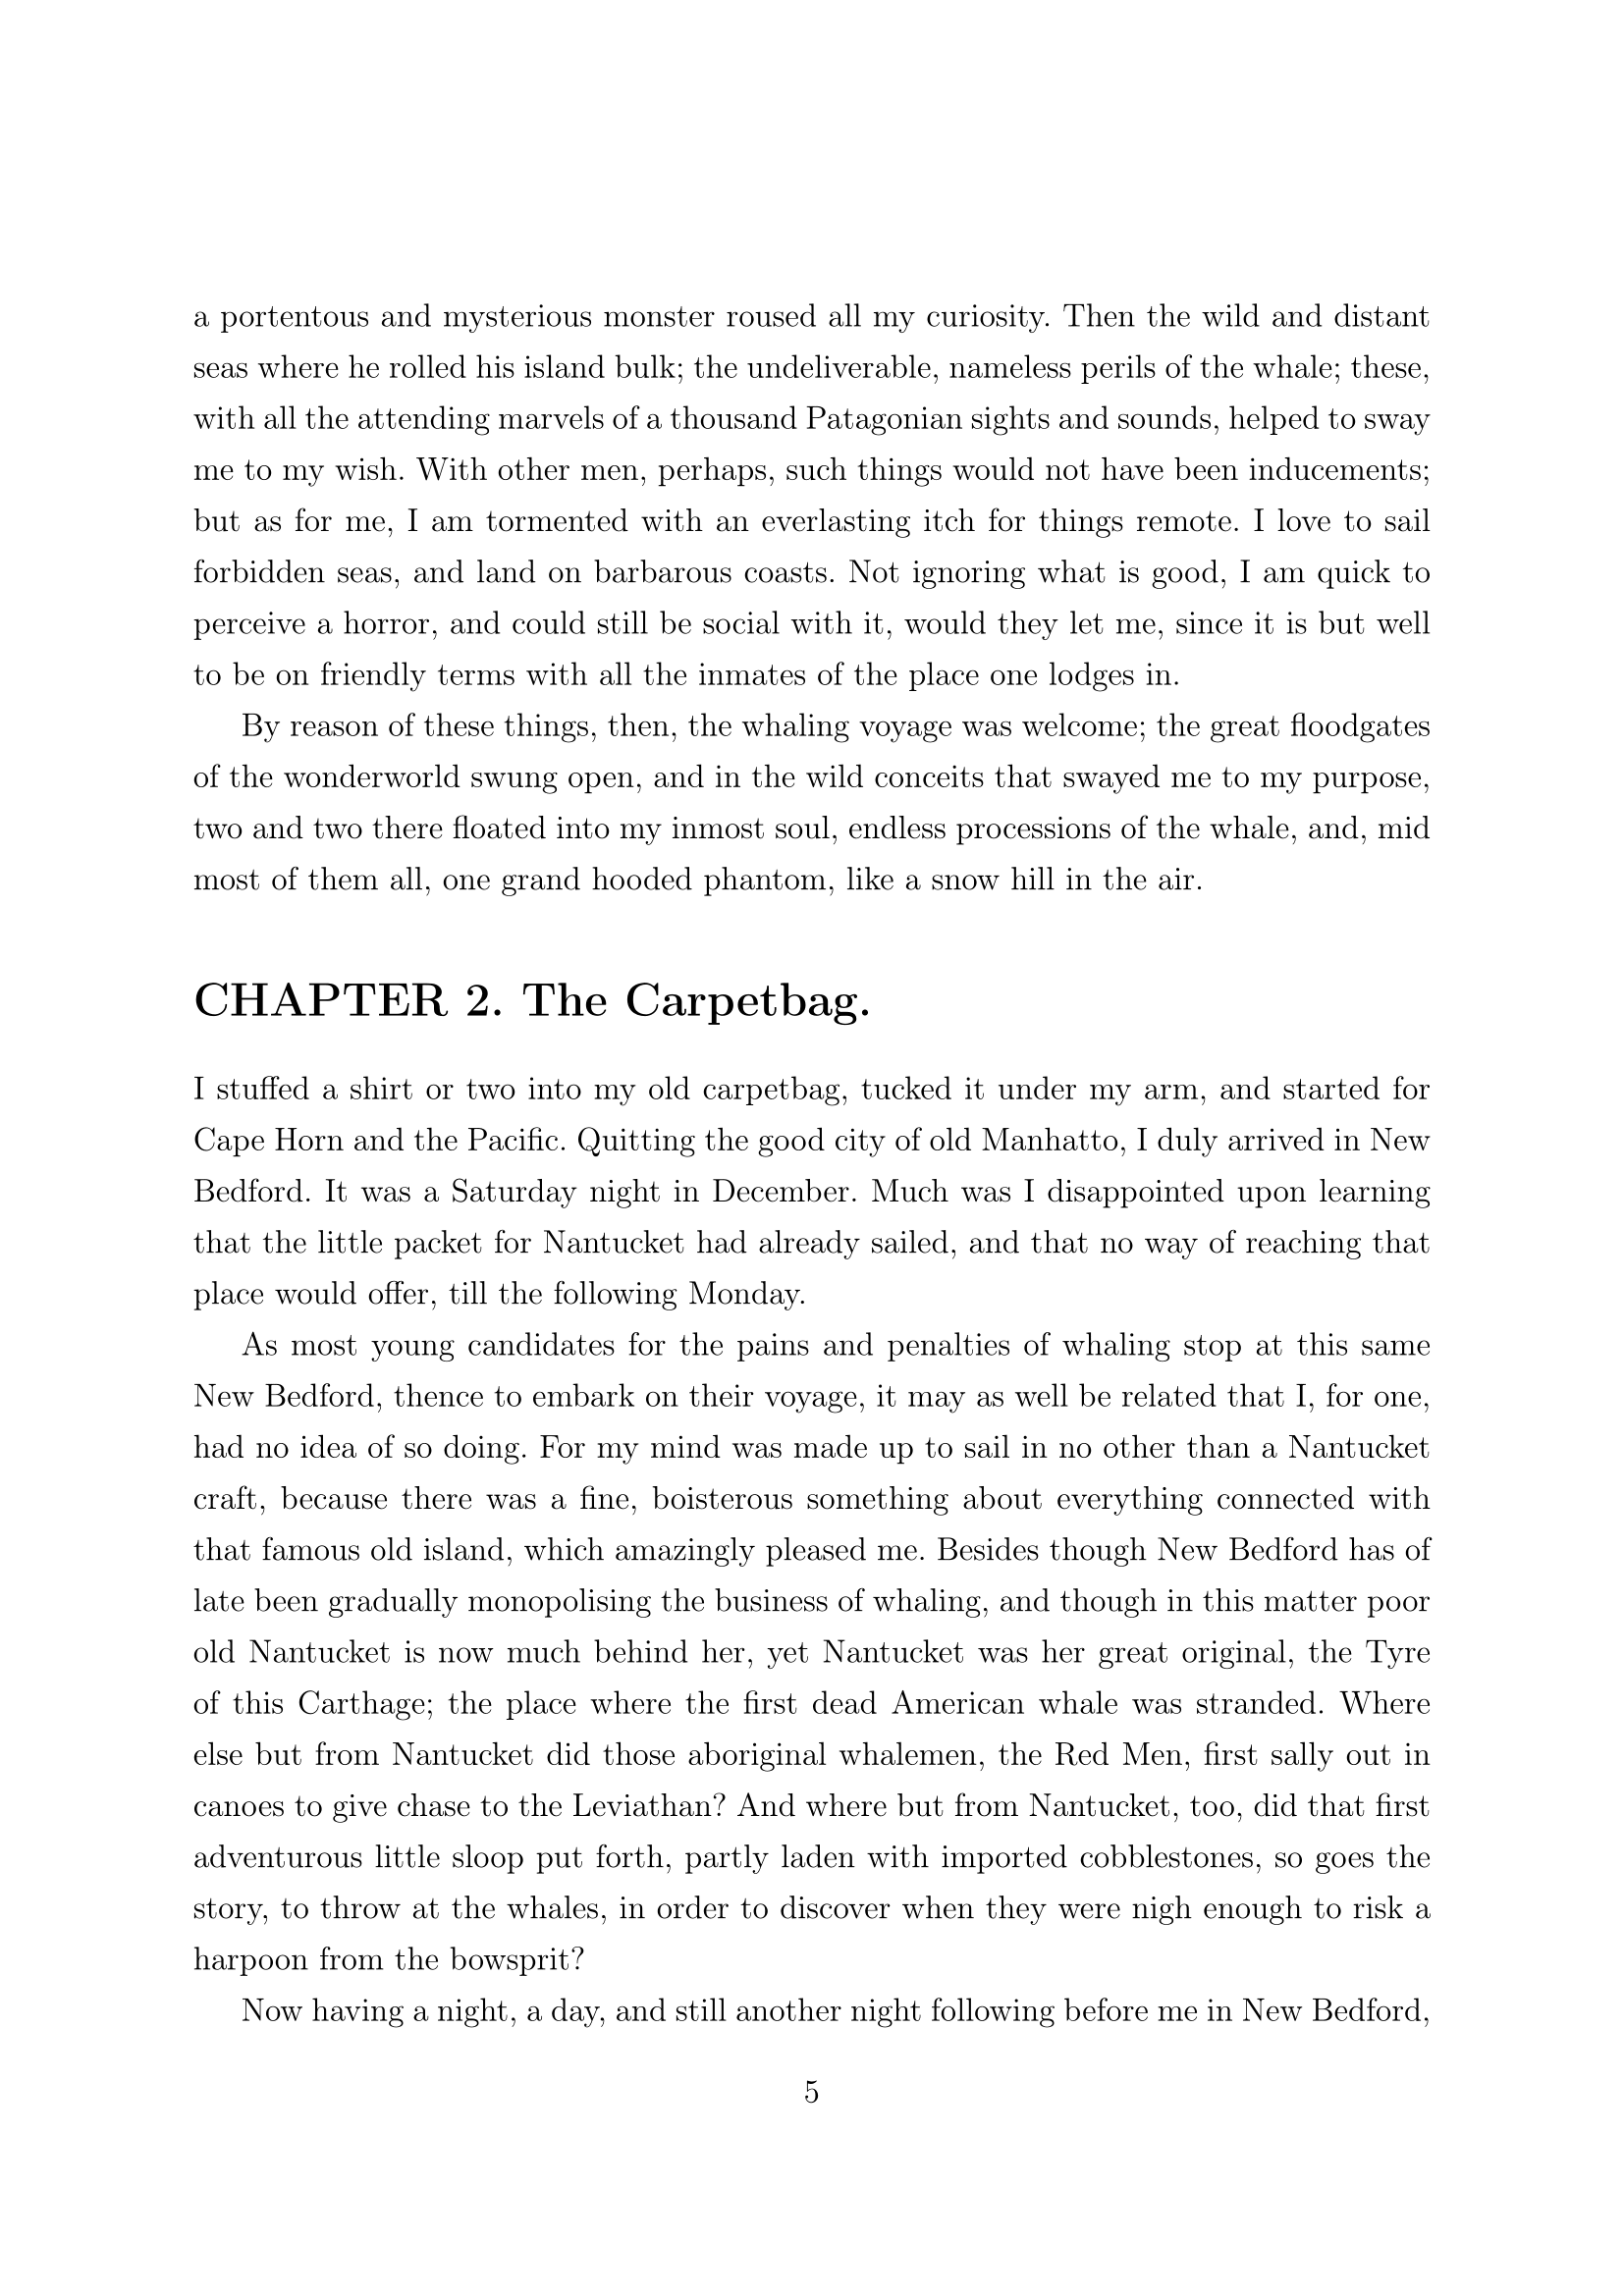 a portentous and mysterious monster roused all my curiosity. Then the wild and distant
seas where he rolled his island bulk; the undeliverable, nameless perils of the whale; these,
with all the attending marvels of a thousand Patagonian sights and sounds, helped to sway
me to my wish. With other men, perhaps, such things would not have been inducements;
but as for me, I am tormented with an everlasting itch for things remote. I love to sail
forbidden seas, and land on barbarous coasts. Not ignoring what is good, I am quick to
perceive a horror, and could still be social with it, would they let me, since it is but well
to be on friendly terms with all the inmates of the place one lodges in.
By reason of these things, then, the whaling voyage was welcome; the great floodgates
of the wonderworld swung open, and in the wild conceits that swayed me to my purpose,
two and two there floated into my inmost soul, endless processions of the whale, and, mid
most of them all, one grand hooded phantom, like a snow hill in the air.
CHAPTER 2. The Carpetbag.
I stuffed a shirt or two into my old carpetbag, tucked it under my arm, and started for
Cape Horn and the Pacific. Quitting the good city of old Manhatto, I duly arrived in New
Bedford. It was a Saturday night in December. Much was I disappointed upon learning
that the little packet for Nantucket had already sailed, and that no way of reaching that
place would offer, till the following Monday.
As most young candidates for the pains and penalties of whaling stop at this same
New Bedford, thence to embark on their voyage, it may as well be related that I, for one,
had no idea of so doing. For my mind was made up to sail in no other than a Nantucket
craft, because there was a fine, boisterous something about everything connected with
that famous old island, which amazingly pleased me. Besides though New Bedford has of
late been gradually monopolising the business of whaling, and though in this matter poor
old Nantucket is now much behind her, yet Nantucket was her great original, the Tyre
of this Carthage; the place where the first dead American whale was stranded. Where
else but from Nantucket did those aboriginal whalemen, the Red Men, first sally out in
canoes to give chase to the Leviathan? And where but from Nantucket, too, did that first
adventurous little sloop put forth, partly laden with imported cobblestones, so goes the
story, to throw at the whales, in order to discover when they were nigh enough to risk a
harpoon from the bowsprit?
Now having a night, a day, and still another night following before me in New Bedford,
5